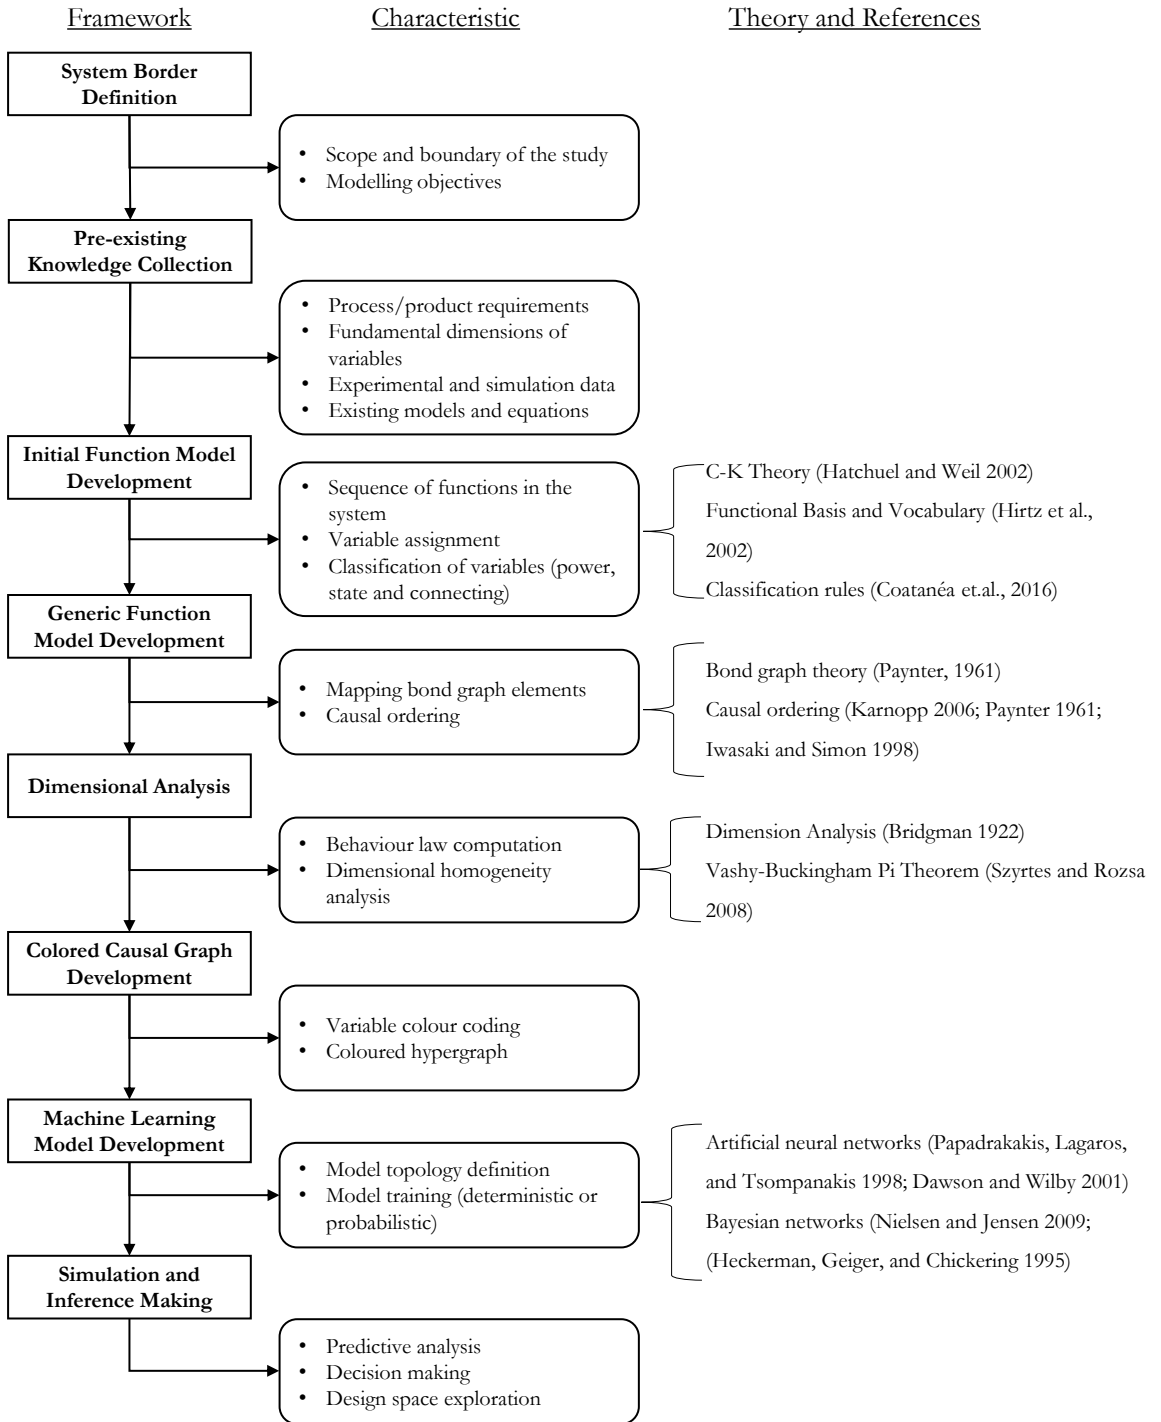 Framework
Characteristic
Theory and References
System Border
Definition
• Scope and boundary of the study
• Modelling objectives
Pre-existing
Knowledge Collection
• Process/product requirements
• Fundamental dimensions of
variables
• Experimental and simulation data
• Existing models and equations
Initial Function Model
Development
• Sequence of functions in the
system
• Variable assignment
• Classification of variables (power,
state and connecting)
C-K Theory (Hatchuel and Weil 2002)
Functional Basis and Vocabulary (Hirtz et al.,
2002)
Classification rules (Coatanéa et.al., 2016)
Generic Function
Model Development
• Mapping bond graph elements
• Causal ordering
Bond graph theory (Paynter, 1961)
Causal ordering (Karnopp 2006; Paynter 1961;
Iwasaki and Simon 1998)
Dimensional Analysis
• Behaviour law computation
• Dimensional homogeneity
analysis
Dimension Analysis (Bridgman 1922)
Vashy-Buckingham Pi Theorem (Szyrtes and Rozsa
2008)
Colored Causal Graph
Development
• Variable colour coding
• Coloured hypergraph
Machine Learning
Model Development
• Model topology definition
• Model training (deterministic or
probabilistic)
Artificial neural networks (Papadrakakis, Lagaros,
and Tsompanakis 1998; Dawson and Wilby 2001)
Bayesian networks (Nielsen and Jensen 2009;
(Heckerman, Geiger, and Chickering 1995)
Simulation and
Inference Making
• Predictive analysis
• Decision making
• Design space exploration